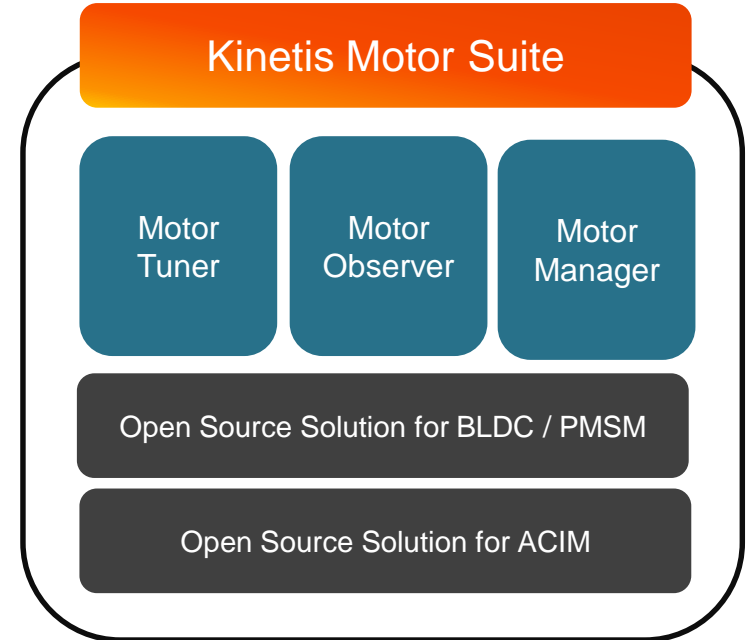 Kinetis Motor Suite
Motor
Tuner
Motor
Observer
Motor
Manager
Open Source Solution for BLDC / PMSM
Open Source Solution for ACIM